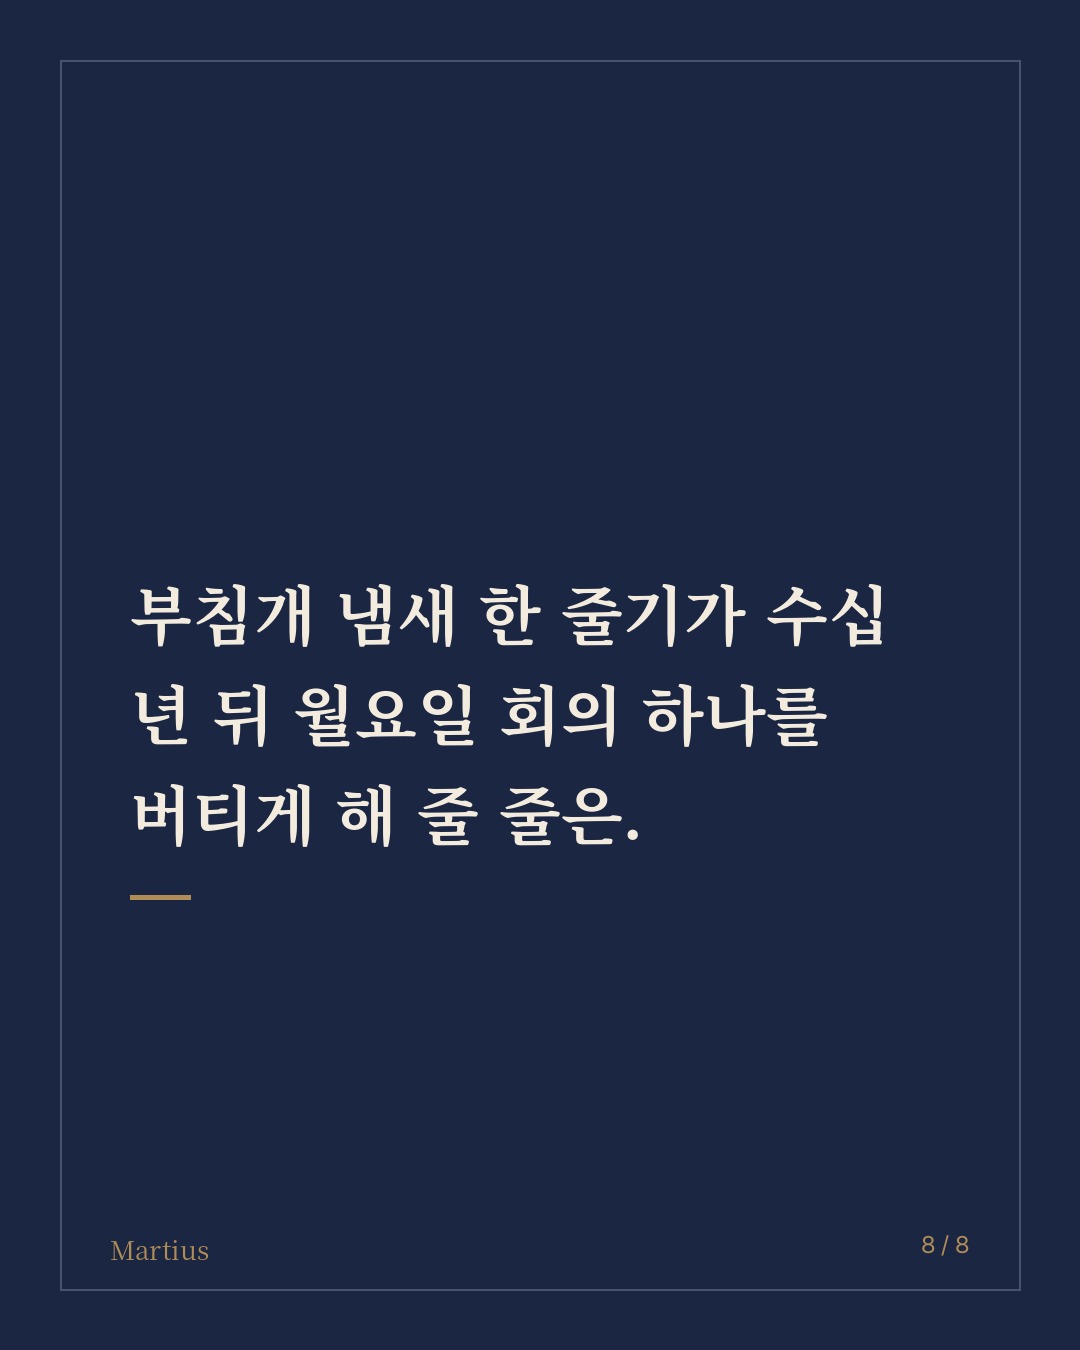 부침개 냄새 한 줄기가 수십
년 뒤 월요일 회의 하나를
버티게 해 줄 줄은.
Martius
8 / 8